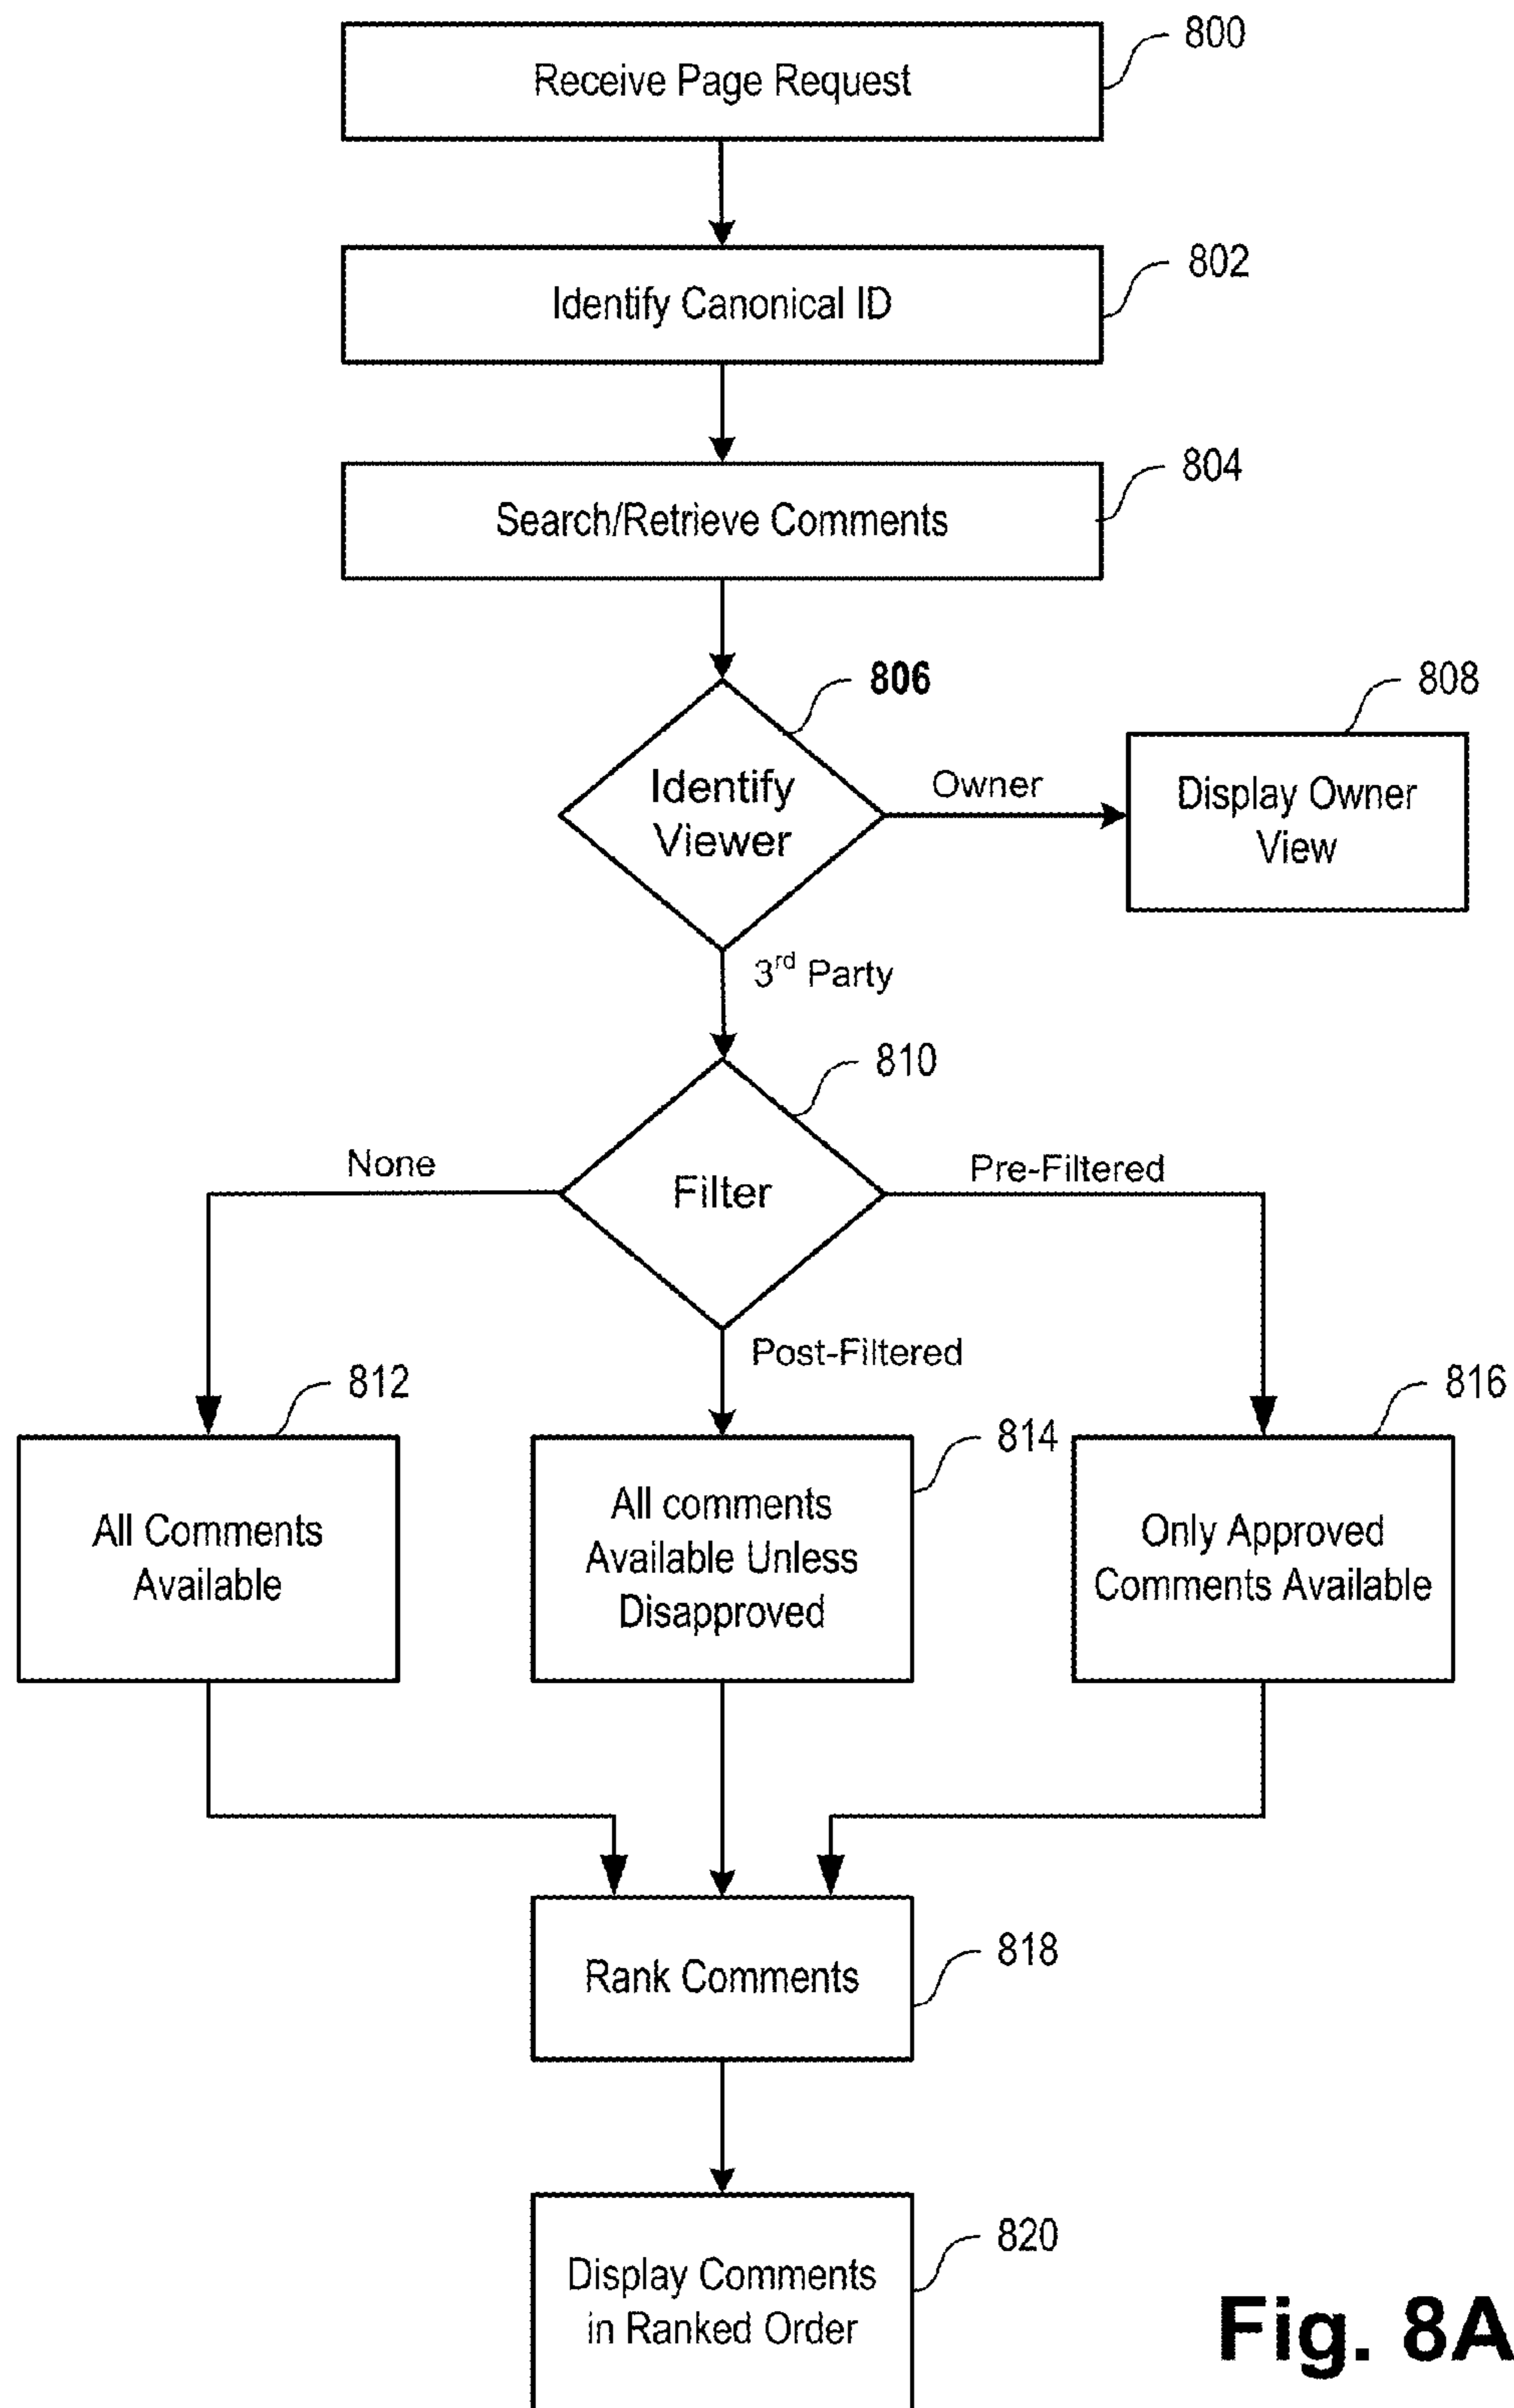 800
Receive Page Request
802
Identify Canonical ID
804
Search/Retrieve Comments
806
808
Identify
Viewer
Owner
Display Owner
View
3rd Party
810
None
Filter
Pre-Filtered
Post-Filtered
812
814
816
All Comments
Available
All comments
Available Unless
Disapproved
Only Approved
Comments Available
818
Rank Comments
820
Display Comments
in Ranked Order
Fig. 8A